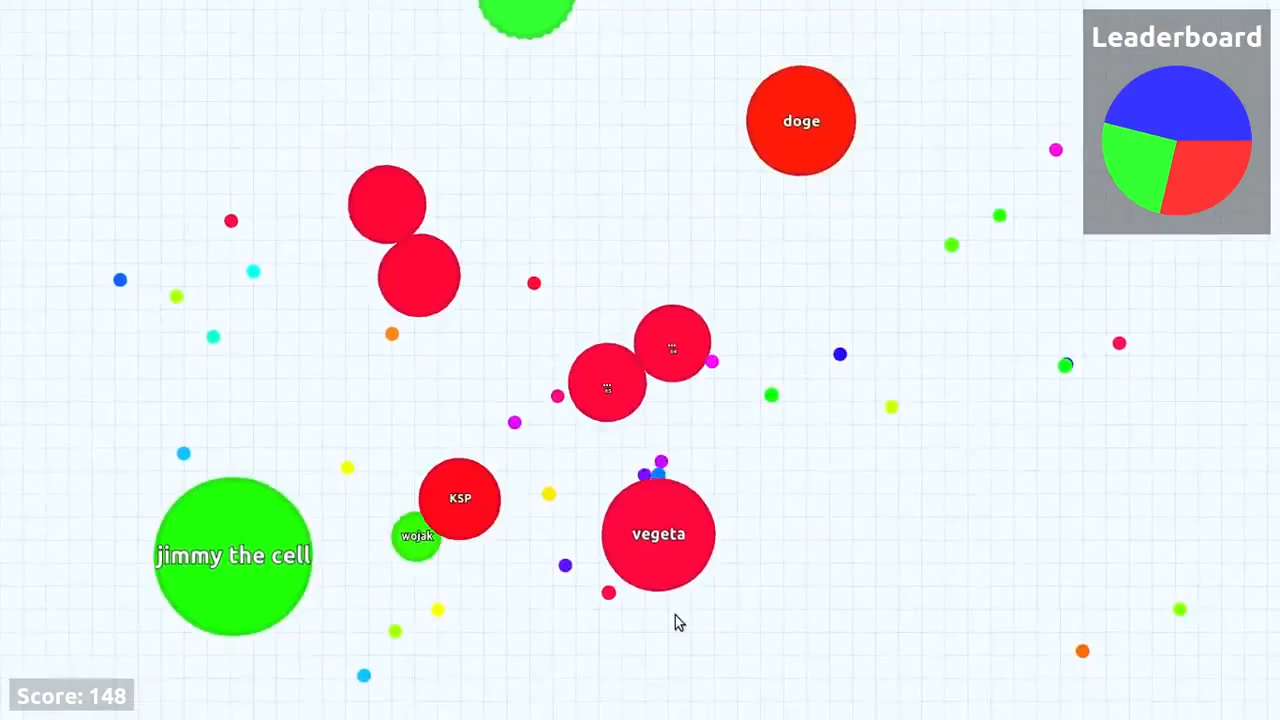 Leaderboard
doge
KSP
wojak
vegeta
jimmy the cell
Score: 148